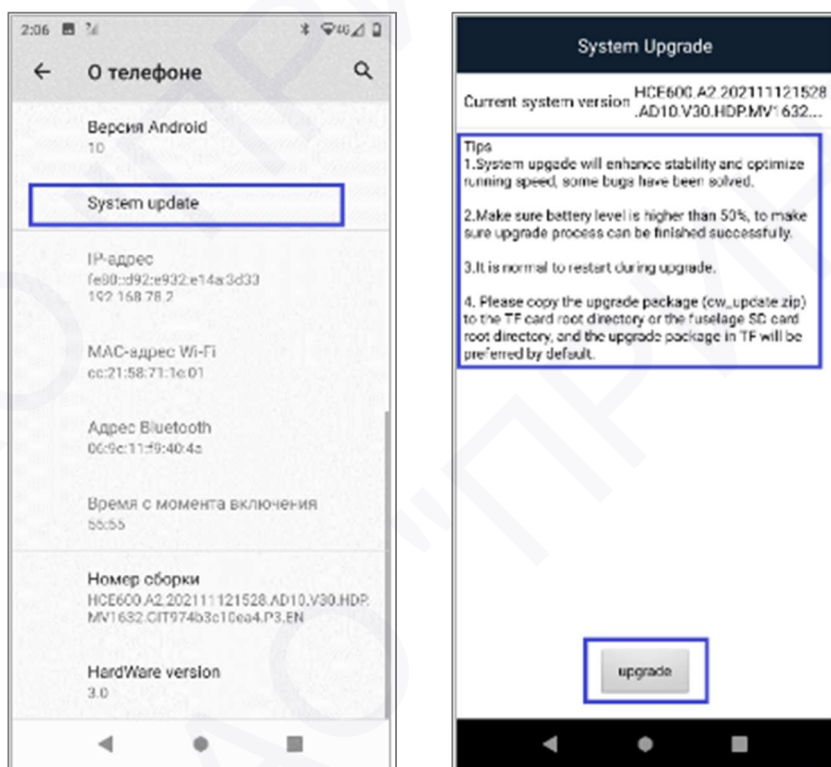 2:06
О телефоне
Версия Android
10
System update
IP-адрес
fe80::d92:e932:e14a:3d33
192.168.78.2
MAC-адрес Wi-Fi
cc:21:58:71:1e:01
Адрес Bluetooth
06:9c:11:f9:40:4a
Время с момента включения
55:55
Номер сборки
HCE600.A2.202111121528.AD10.V30.HDP.
MV1632.GIT974b3c10ea4.P3.EN
HardWare version
3.0
System Upgrade
Current system version
HCE600.A2.202111121528
.AD10.V30.HDP.MV1632...
Tips
1.System upgade will enhance stability and optimize
running speed, some bugs have been solved.
2.Make sure battery level is higher than 50%, to make
sure upgrade process can be finished successfully.
3.It is normal to restart during upgrade.
4. Please copy the upgrade package (cw_update.zip)
to the TF card root directory or the fuselage SD card
root directory, and the upgrade package in TF will be
preferred by default.
upgrade